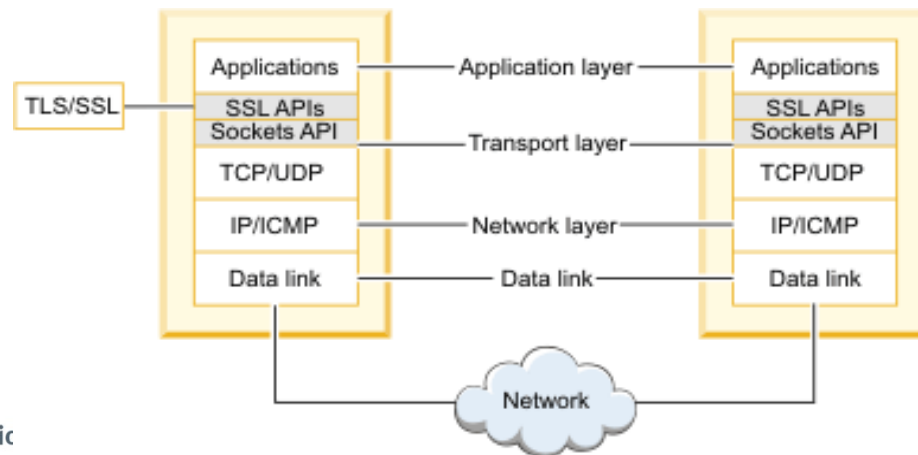 Applications
Application layer
Applications
TLS/SSL
SSL APIs
SSL APIs
Sockets API
Sockets API
Transport layer
TCP/UDP
TCP/UDP
IP/ICMP
Network layer
IP/ICMP
Data link
Data link
Data link
Network